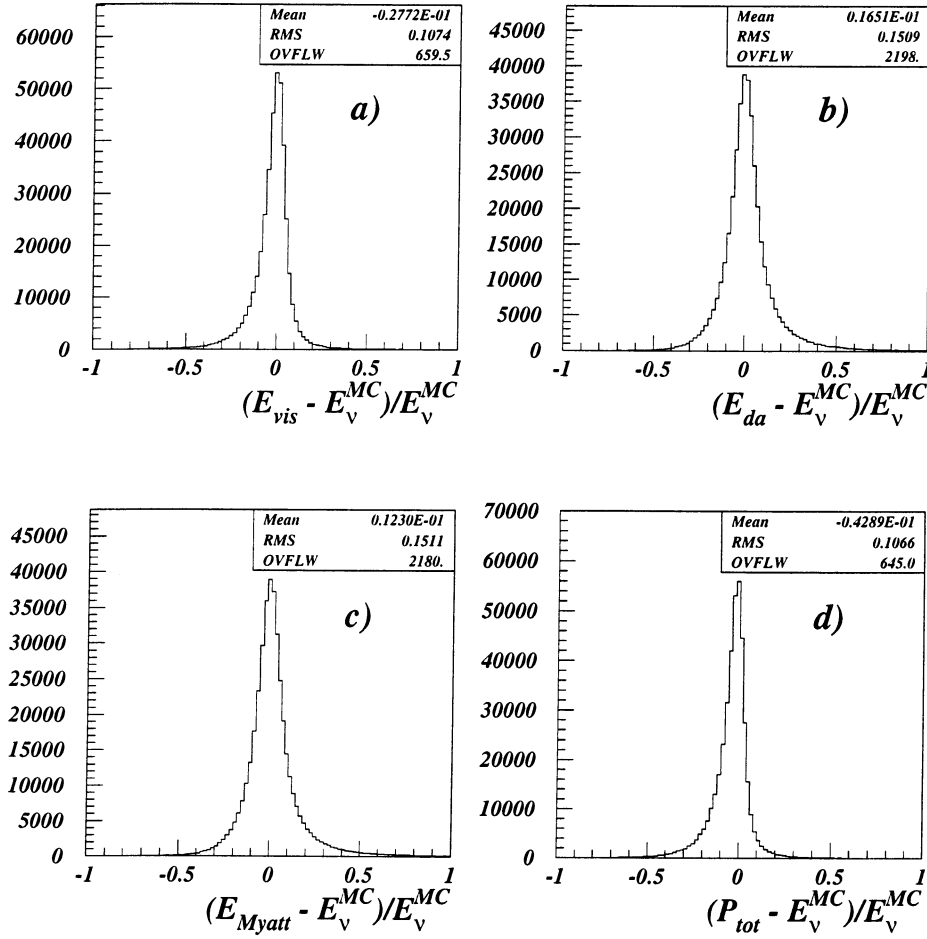 Mean -0.2772E-01
RMS 0.1074
OVFLW 659.5
a)
60000
50000
40000
30000
20000
10000
0
-1 -0.5 0 0.5 1
(E_vis - E_ν^MC)/E_ν^MC
Mean 0.1651E-01
RMS 0.1509
OVFLW 2198.
b)
45000
40000
35000
30000
25000
20000
15000
10000
5000
0
-1 -0.5 0 0.5 1
(E_da - E_ν^MC)/E_ν^MC
Mean 0.1230E-01
RMS 0.1511
OVFLW 2180.
c)
45000
40000
35000
30000
25000
20000
15000
10000
5000
0
-1 -0.5 0 0.5 1
(E_Myatt - E_ν^MC)/E_ν^MC
Mean -0.4289E-01
RMS 0.1066
OVFLW 645.0
d)
70000
60000
50000
40000
30000
20000
10000
0
-1 -0.5 0 0.5 1
(P_tot - E_ν^MC)/E_ν^MC